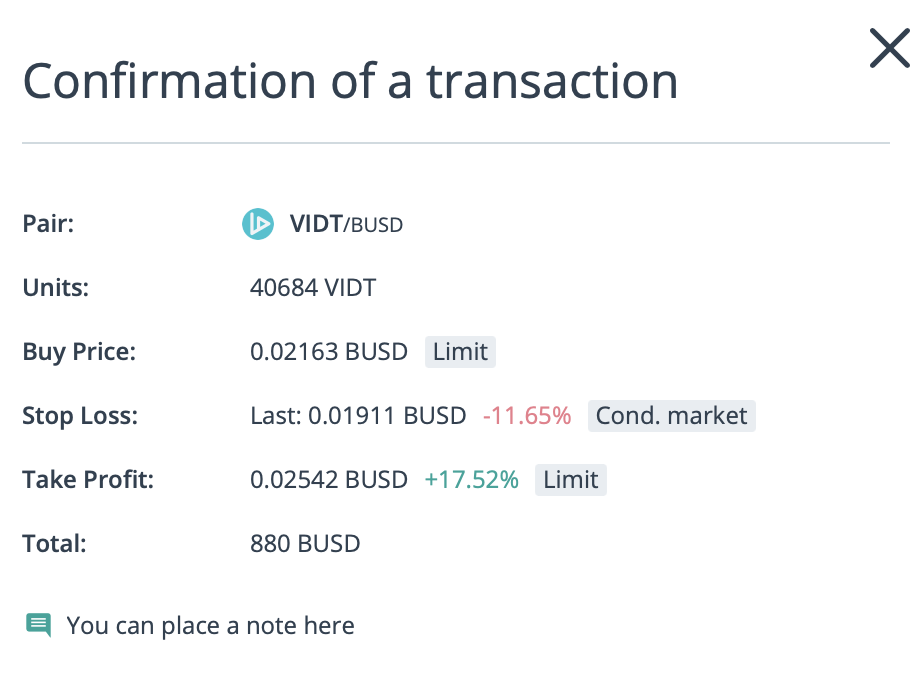 Confirmation of a transaction
Pair: VIDT/BUSD
Units: 40684 VIDT
Buy Price: 0.02163 BUSD Limit
Stop Loss: Last: 0.01911 BUSD -11.65% Cond. market
Take Profit: 0.02542 BUSD +17.52% Limit
Total: 880 BUSD
You can place a note here